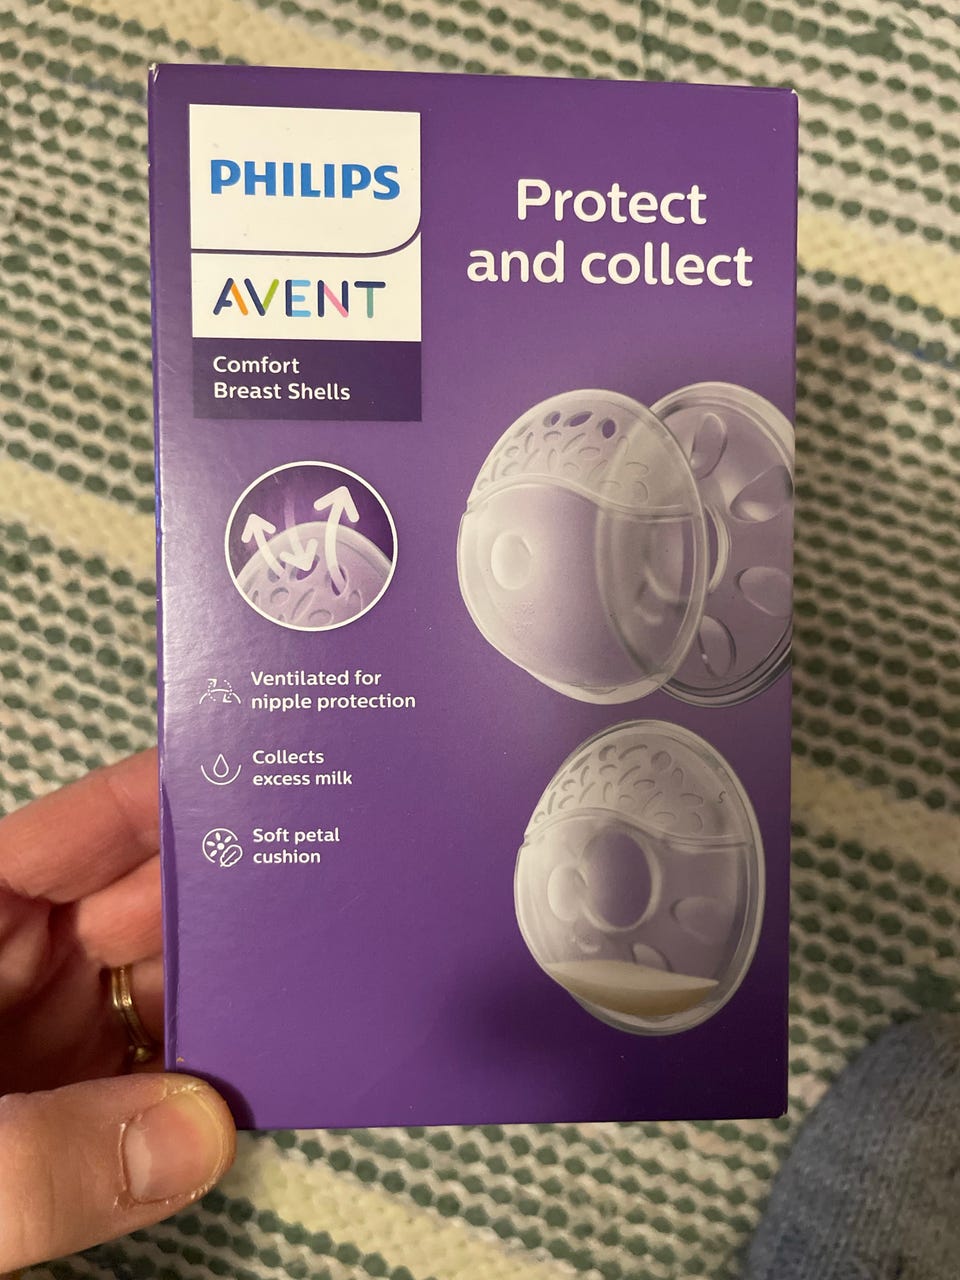 PHILIPS
AVENT
Comfort
Breast Shells
Protect
and collect
Ventilated for
nipple protection
Collects
excess milk
Soft petal
cushion